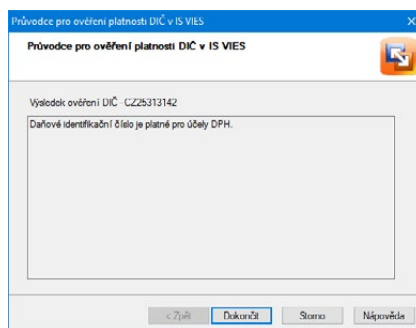 Průvodce pro ověření platnosti DIČ v IS VIES
Průvodce pro ověření platnosti DIČ v IS VIES
Výsledek ověření DIČ - CZ25313142
Daňové identifikační číslo je platné pro účely DPH.
< Zpět Dokončit Storno Nápověda